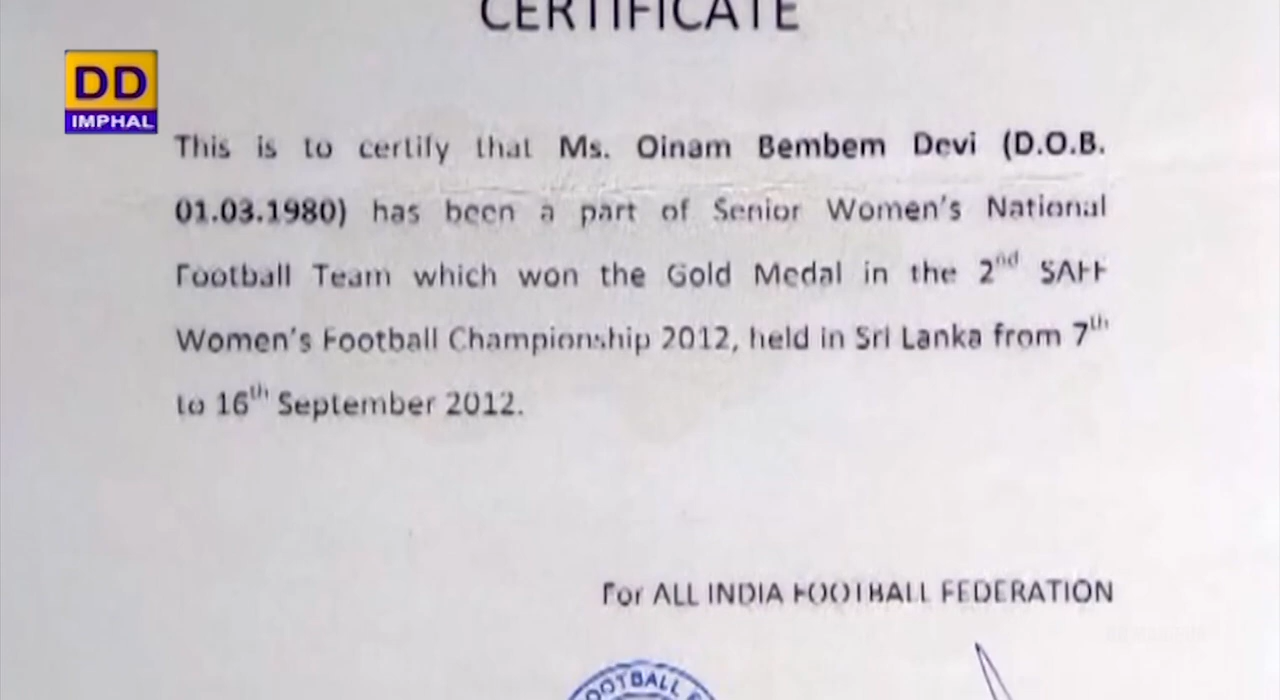 CERTIFICATE
DD
IMPHAL
This is to certify that Ms. Oinam Bembem Devi (D.O.B.
01.03.1980) has been a part of Senior Women's National
Football Team which won the Gold Medal in the 2nd SAFF
Women's Football Championship 2012, held in Sri Lanka from 7th
to 16th September 2012.
For ALL INDIA FOOTBALL FEDERATION
FOOTBALL